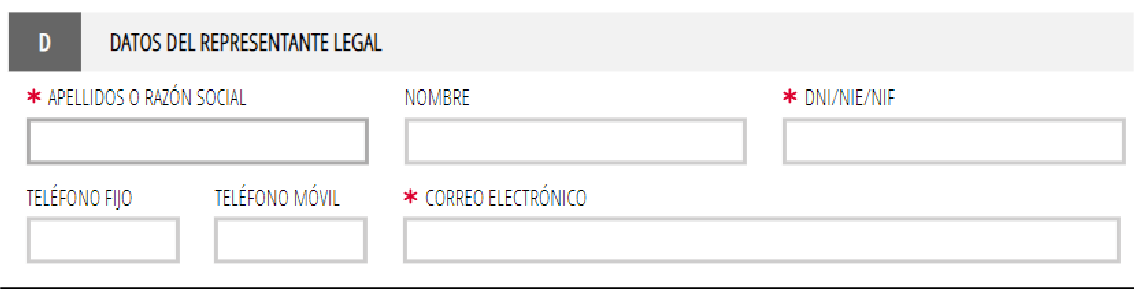 D DATOS DEL REPRESENTANTE LEGAL
* APELLIDOS O RAZÓN SOCIAL NOMBRE * DNI/NIE/NIF
TELÉFONO FIJO TELÉFONO MÓVIL * CORREO ELECTRÓNICO